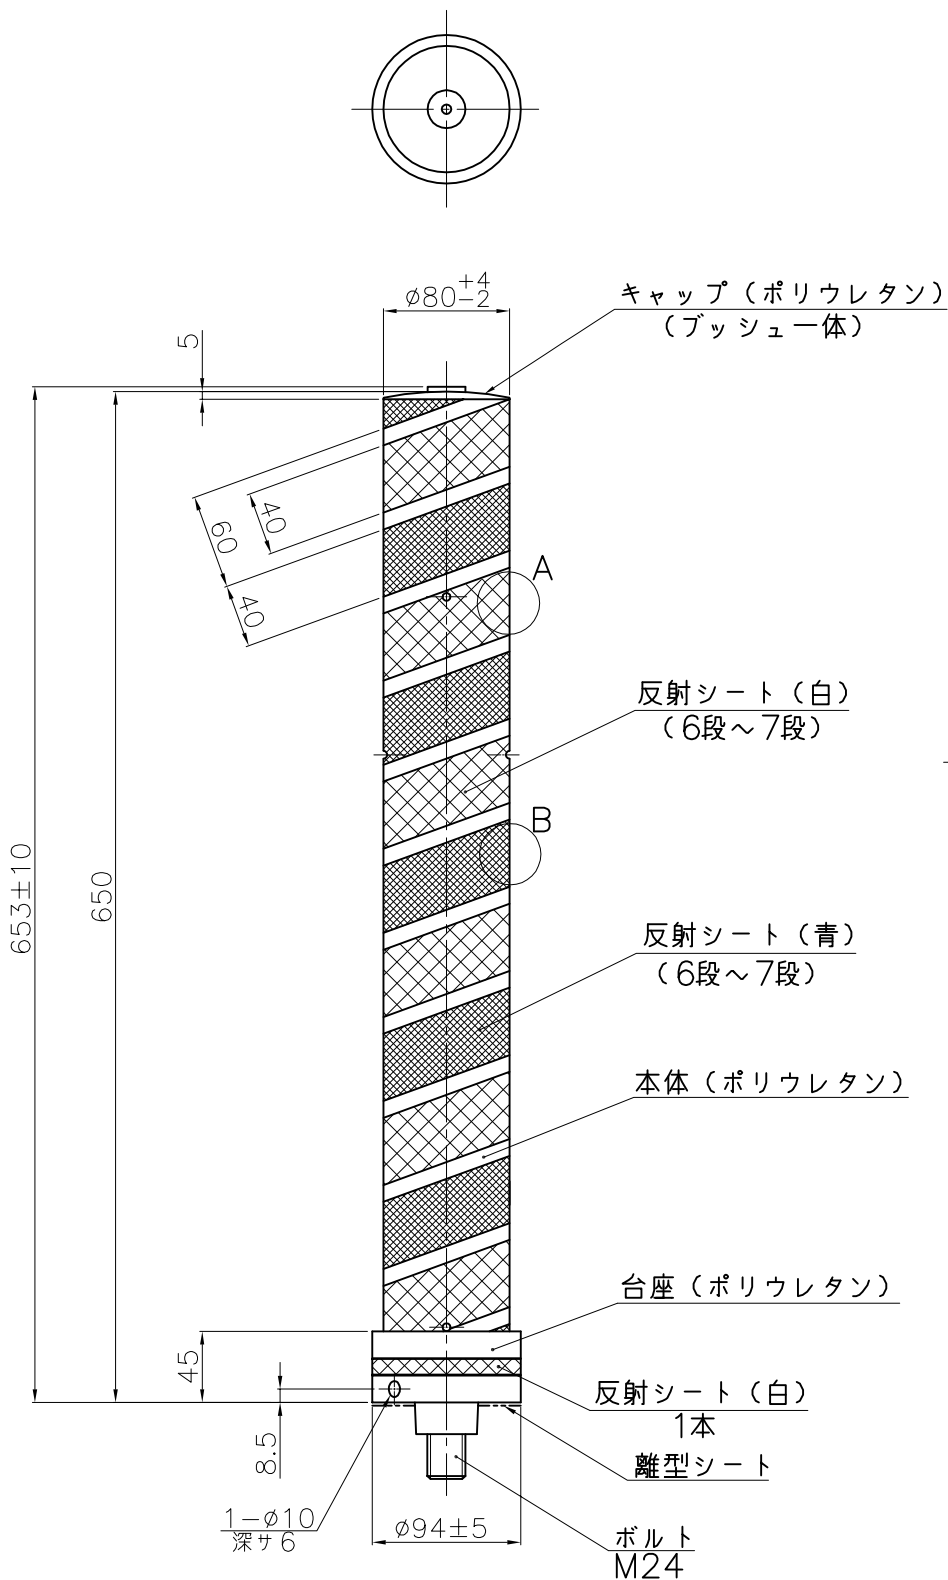 +4
⌀80-2
キャップ（ポリウレタン）
（ブッシュ一体）
5
40
60
40
A
反射シート（白）
（6段～7段）
B
653±10
650
反射シート（青）
（6段～7段）
本体（ポリウレタン）
台座（ポリウレタン）
45
反射シート（白）
1本
8.5
離型シート
1-⌀10
深サ6
⌀94±5
ボルト
M24